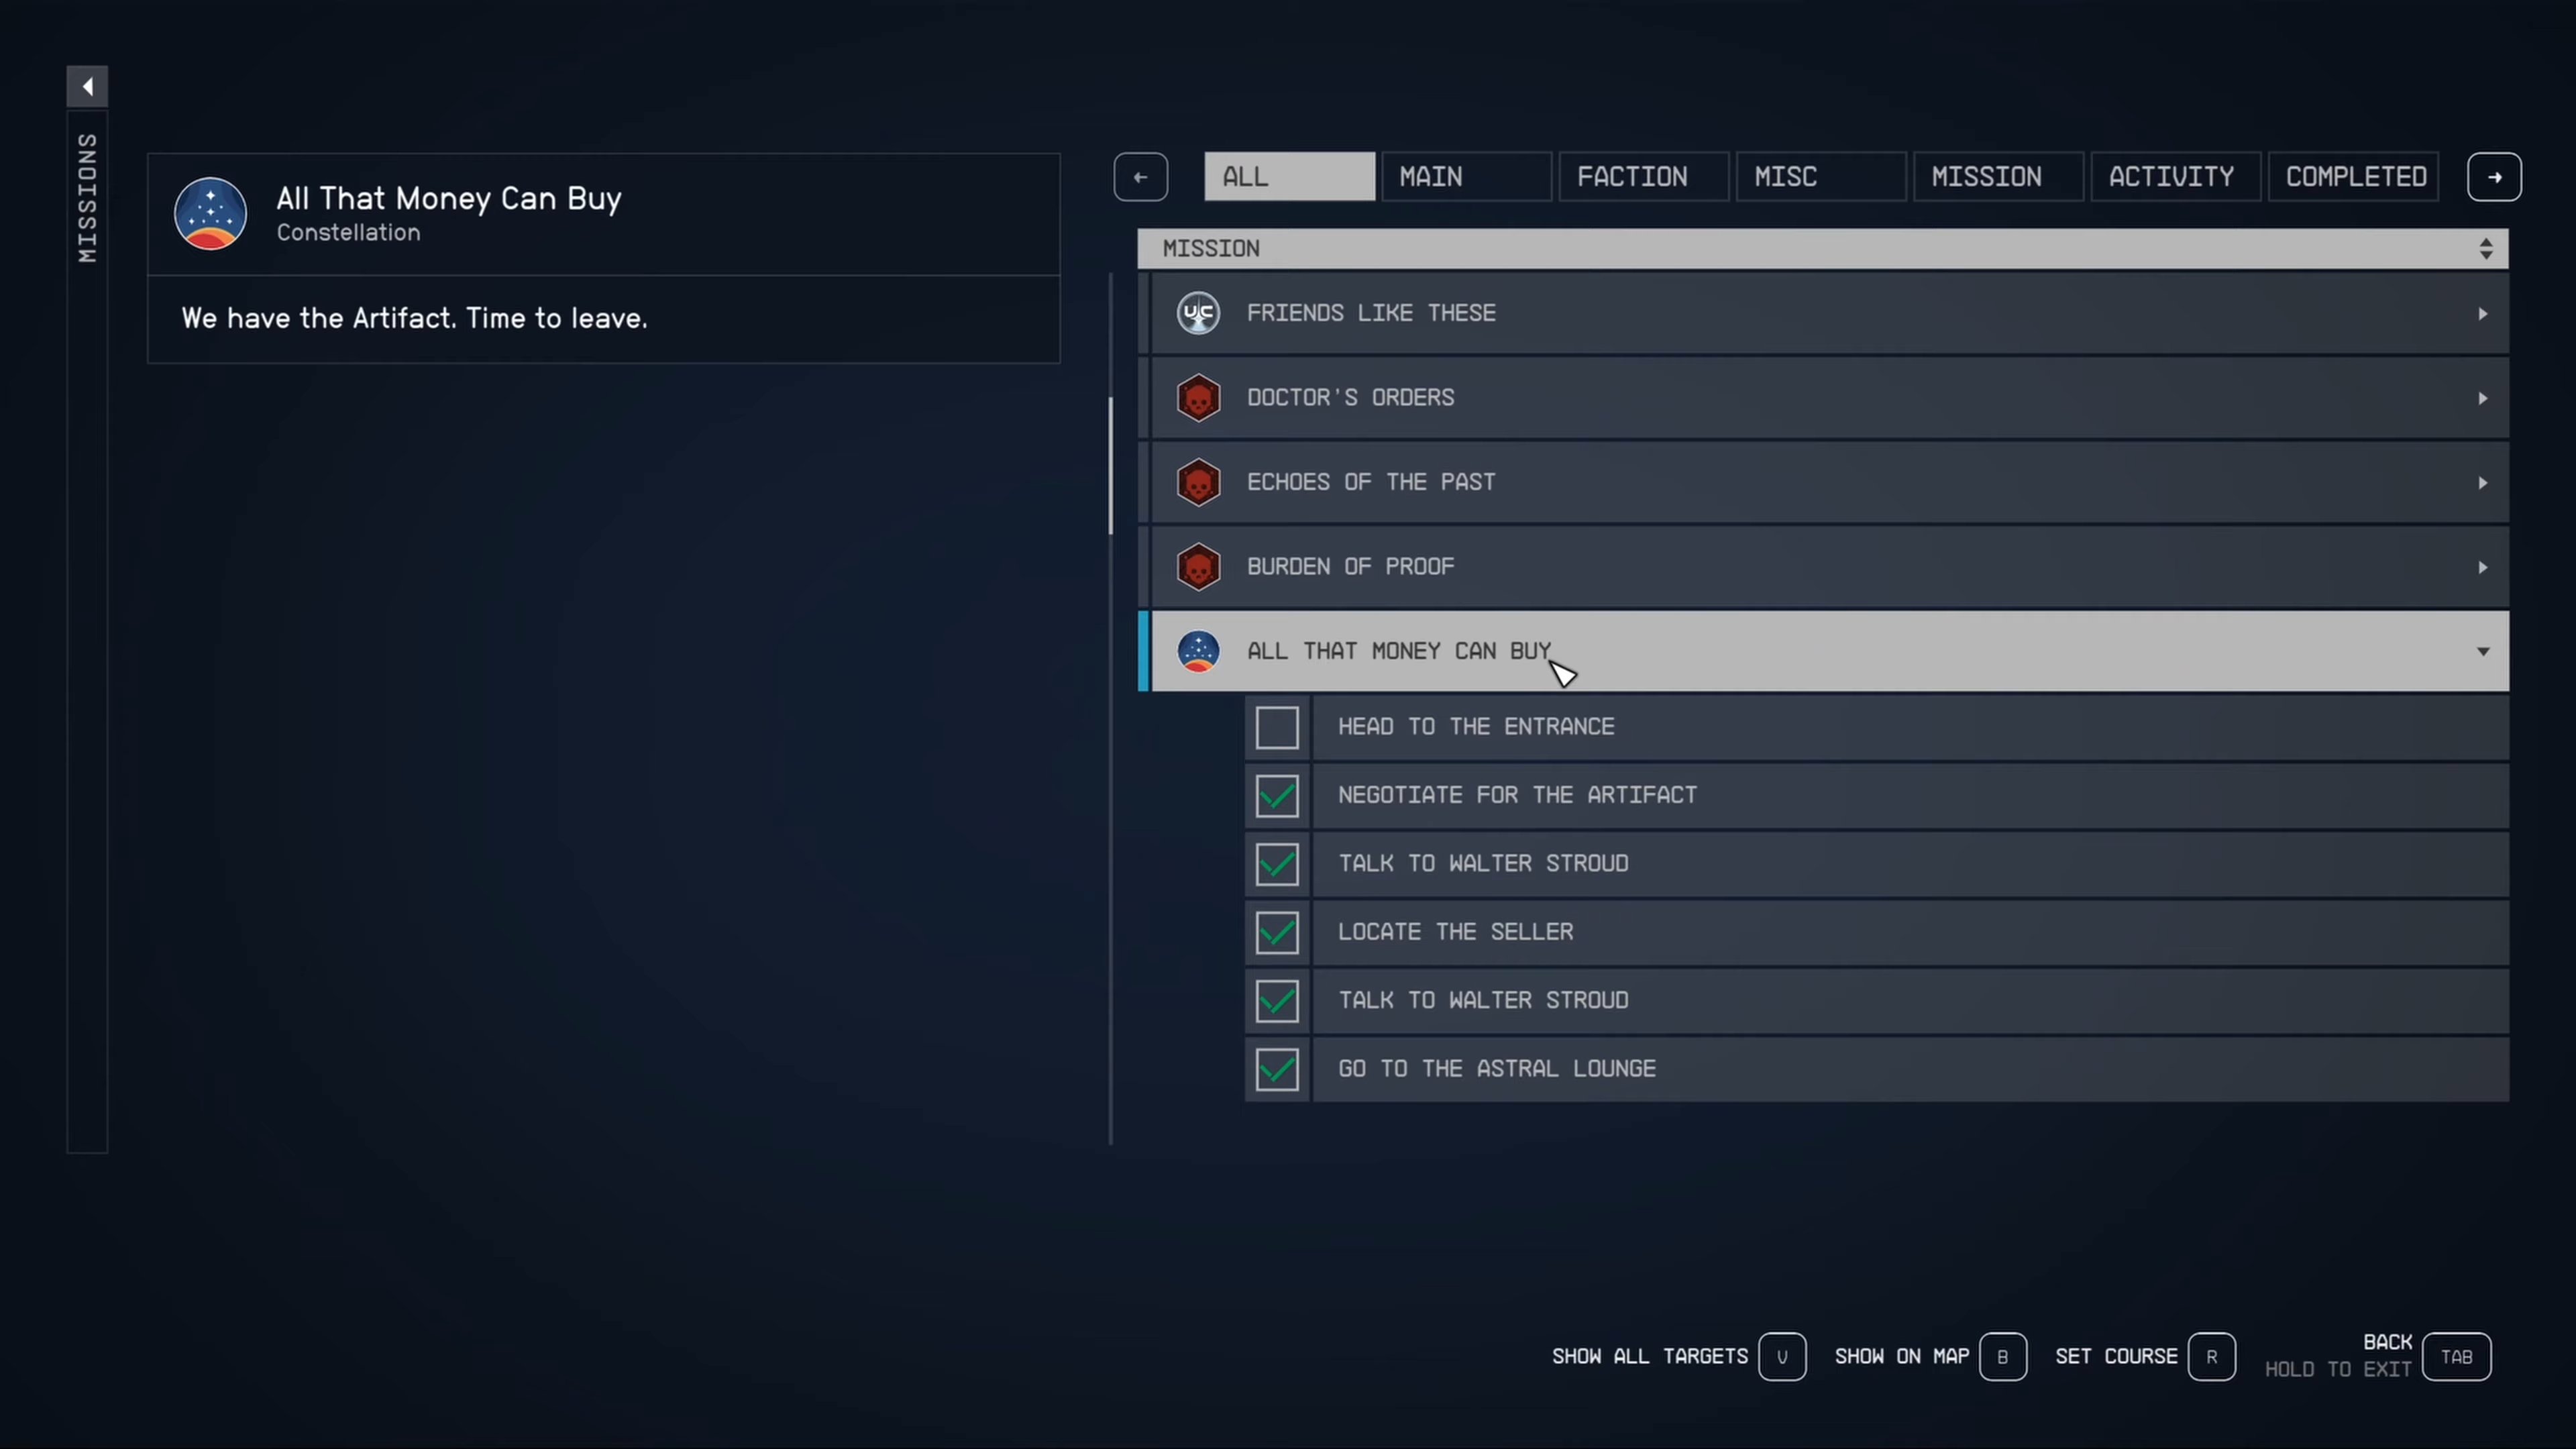 MISSIONS
All That Money Can Buy
Constellation
We have the Artifact. Time to leave.
ALL
MAIN
FACTION
MISC
MISSION
ACTIVITY
COMPLETED
MISSION
UC
FRIENDS LIKE THESE
DOCTOR'S ORDERS
ECHOES OF THE PAST
BURDEN OF PROOF
ALL THAT MONEY CAN BUY
HEAD TO THE ENTRANCE
NEGOTIATE FOR THE ARTIFACT
TALK TO WALTER STROUD
LOCATE THE SELLER
TALK TO WALTER STROUD
GO TO THE ASTRAL LOUNGE
SHOW ALL TARGETS V
SHOW ON MAP B
SET COURSE R
BACK
HOLD TO EXIT
TAB